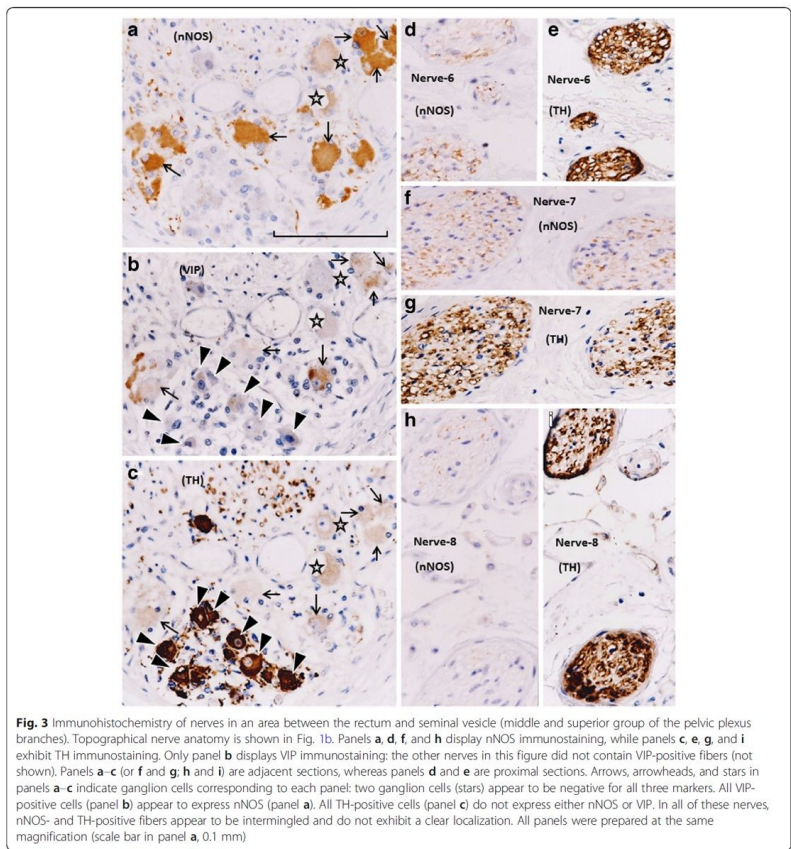 a
(nNOS)
b
(VIP)
c
(TH)
d
Nerve-6
(nNOS)
e
Nerve-6
(TH)
f
Nerve-7
(nNOS)
g
Nerve-7
(TH)
h
Nerve-8
(nNOS)
i
Nerve-8
(TH)
Fig. 3 Immunohistochemistry of nerves in an area between the rectum and seminal vesicle (middle and superior group of the pelvic plexus
branches). Topographical nerve anatomy is shown in Fig. 1b. Panels a, d, f, and h display nNOS immunostaining, while panels c, e, g, and i
exhibit TH immunostaining. Only panel b displays VIP immunostaining: the other nerves in this figure did not contain VIP-positive fibers (not
shown). Panels a–c (or f and g; h and i) are adjacent sections, whereas panels d and e are proximal sections. Arrows, arrowheads, and stars in
panels a–c indicate ganglion cells corresponding to each panel: two ganglion cells (stars) appear to be negative for all three markers. All VIP-
positive cells (panel b) appear to express nNOS (panel a). All TH-positive cells (panel c) do not express either nNOS or VIP. In all of these nerves,
nNOS- and TH-positive fibers appear to be intermingled and do not exhibit a clear localization. All panels were prepared at the same
magnification (scale bar in panel a, 0.1 mm)